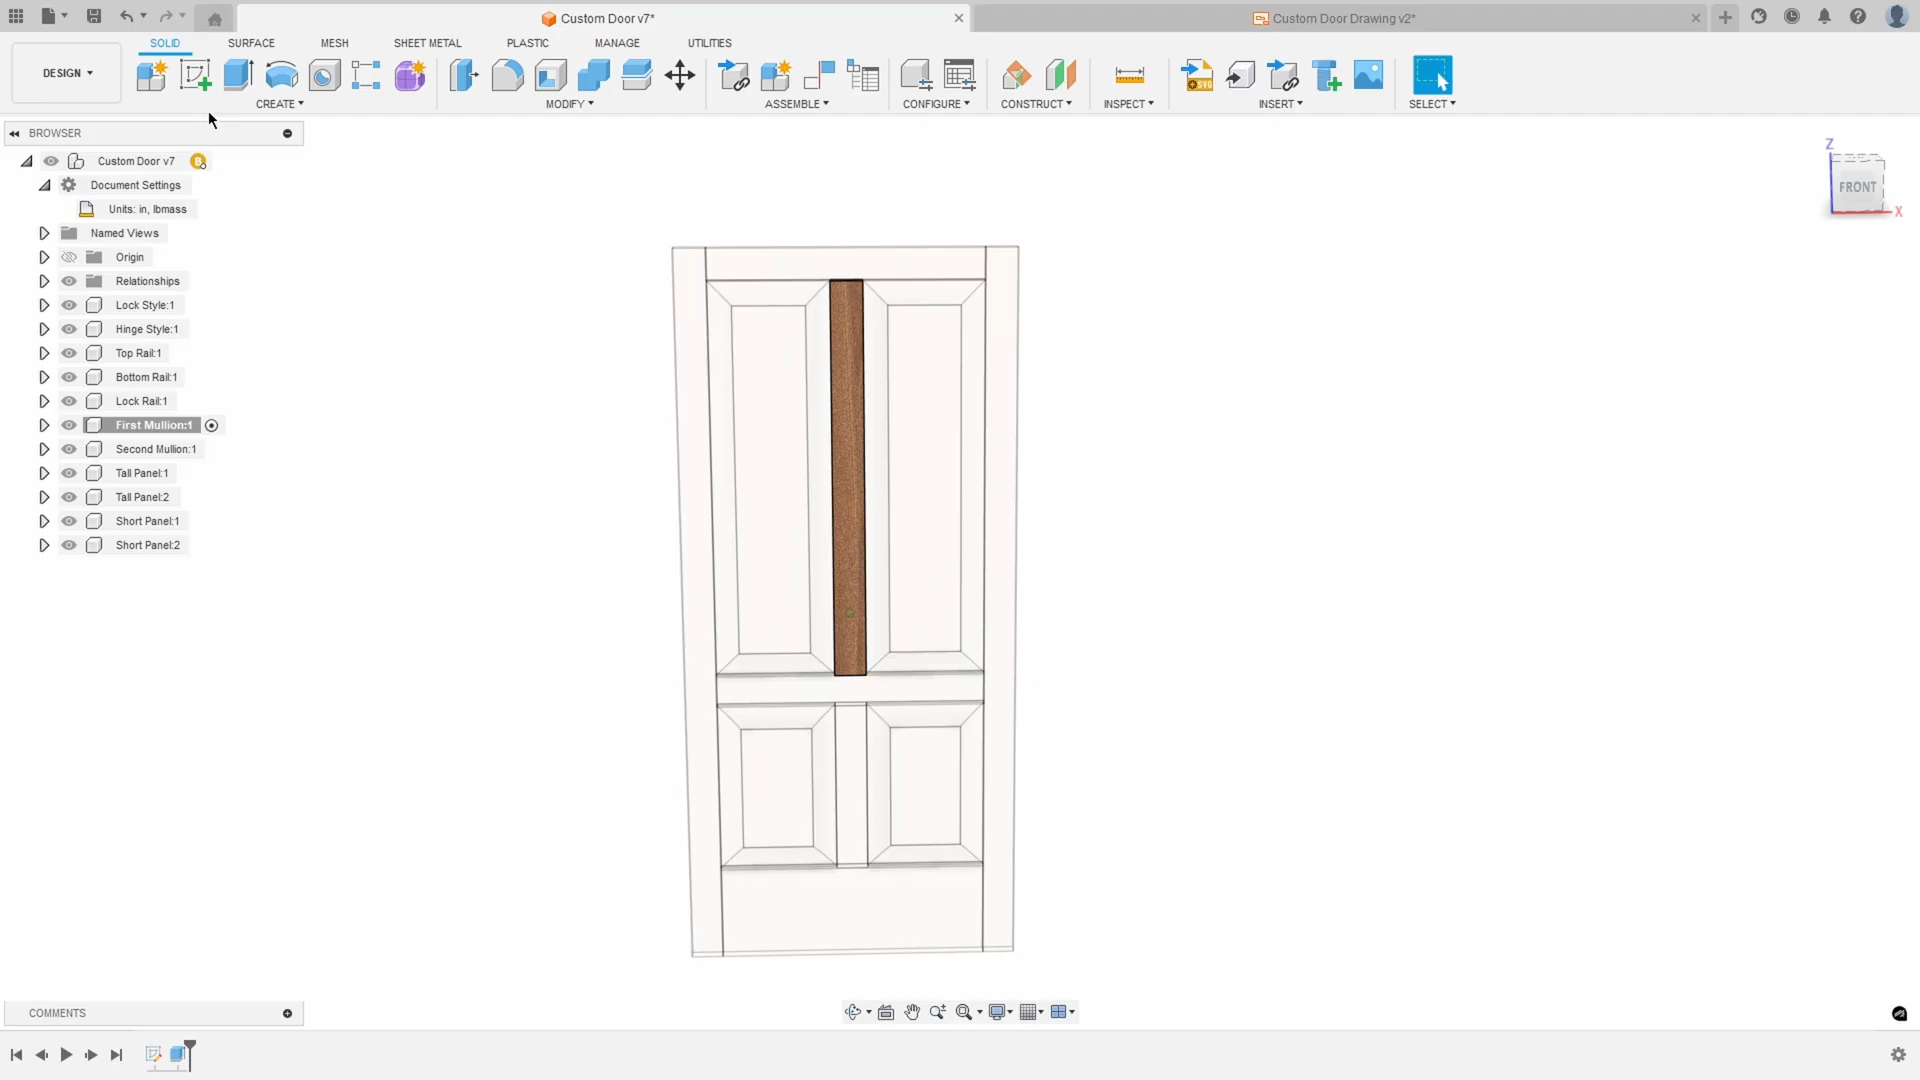 Custom Door v7*
Custom Door Drawing v2*
DESIGN
SOLID
SURFACE
MESH
SHEET METAL
PLASTIC
MANAGE
UTILITIES
CREATE
MODIFY
ASSEMBLE
CONFIGURE
CONSTRUCT
INSPECT
INSERT
SELECT
BROWSER
Custom Door v7
Document Settings
Units: in, lbmass
Named Views
Origin
Relationships
Lock Style:1
Hinge Style:1
Top Rail:1
Bottom Rail:1
Lock Rail:1
First Mullion:1
Second Mullion:1
Tall Panel:1
Tall Panel:2
Short Panel:1
Short Panel:2
Z
FRONT
X
COMMENTS